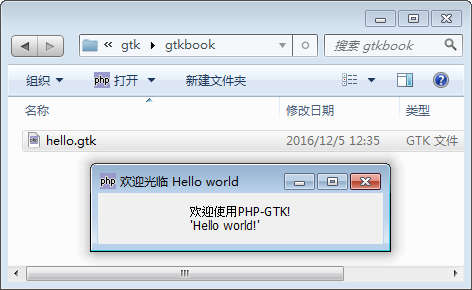 « gtk gtkbook 搜索 gtkbook
组织 php 打开 新建文件夹
名称 修改日期 类型
hello.gtk 2016/12/5 12:35 GTK 文件
php 欢迎光临 Hello world
欢迎使用PHP-GTK!
'Hello world!'